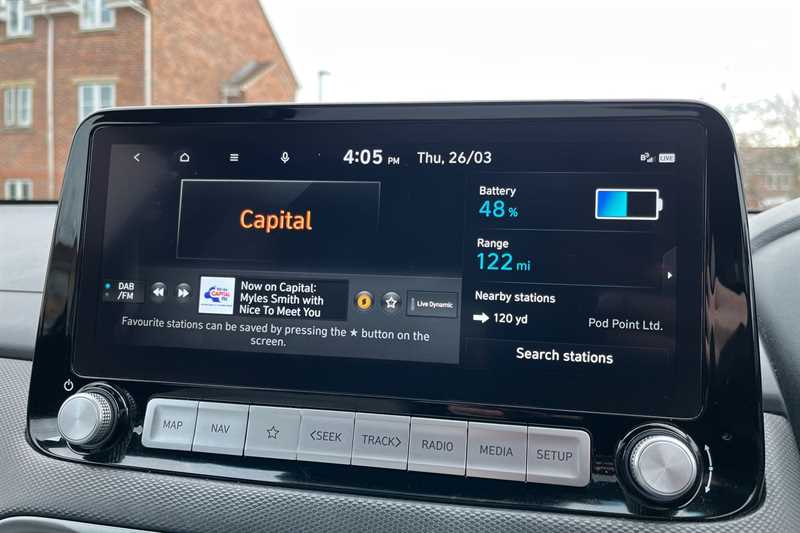 4:05 PM Thu, 26/03
LIVE
Capital
Battery
48 %
Range
122 mi
Nearby stations
120 yd Pod Point Ltd.
Search stations
DAB
/FM
CAPITAL
Now on Capital:
Myles Smith with
Nice To Meet You
Live Dynamic
Favourite stations can be saved by pressing the ★ button on the
screen.
MAP NAV ☆ <SEEK TRACK> RADIO MEDIA SETUP